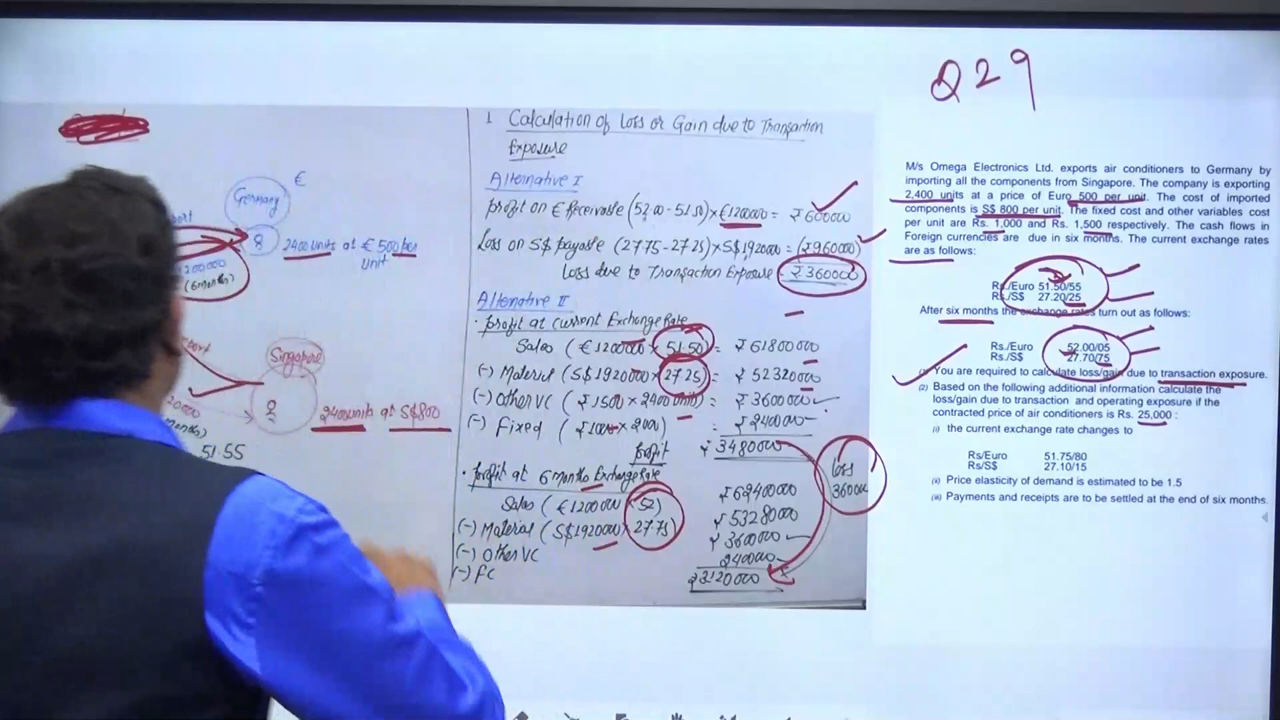 Q29
Germany
€
2400 units at € 500 per
unit
(6 months)
Singapore
2400 units at S$800
51.55
1. Calculation of Loss or Gain due to Transaction
Exposure
Alternative I
profit on € Receivable (52.00-51.50) × €1200000 = ₹600000
Loss on S$ payable (27.75-27.25) × S$1920000 = (₹960000)
Loss due to Transaction Exposure = ₹360000
Alternative II
· profit at current Exchange Rate
Sales (€1200000 × 51.50) = ₹61800000
(-) Material (S$1920000 × 27.25) = ₹52320000
(-) Other VC (₹1500 × 2400 units) = ₹3600000
(-) Fixed (₹1000 × 2400) = ₹2400000
profit ₹3480000
· profit at 6 months Exchange Rate
Loss
360000
Sales (€1200000 × 52) ₹62400000
(-) Material (S$1920000 × 27.75) ₹53280000
(-) Other VC ₹3600000
(-) FC 2400000
₹3120000
M/s Omega Electronics Ltd. exports air conditioners to Germany by
importing all the components from Singapore. The company is exporting
2,400 units at a price of Euro 500 per unit. The cost of imported
components is S$ 800 per unit. The fixed cost and other variables cost
per unit are Rs. 1,000 and Rs. 1,500 respectively. The cash flows in
Foreign currencies are due in six months. The current exchange rates
are as follows:
Rs./Euro 51.50/55
Rs./S$ 27.20/25
After six months the exchange rates turn out as follows:
Rs./Euro 52.00/05
Rs./S$ 27.70/75
You are required to calculate loss/gain due to transaction exposure.
(2) Based on the following additional information calculate the
loss/gain due to transaction and operating exposure if the
contracted price of air conditioners is Rs. 25,000 :
(i) the current exchange rate changes to
Rs/Euro 51.75/80
Rs/S$ 27.10/15
(ii) Price elasticity of demand is estimated to be 1.5
(iii) Payments and receipts are to be settled at the end of six months.